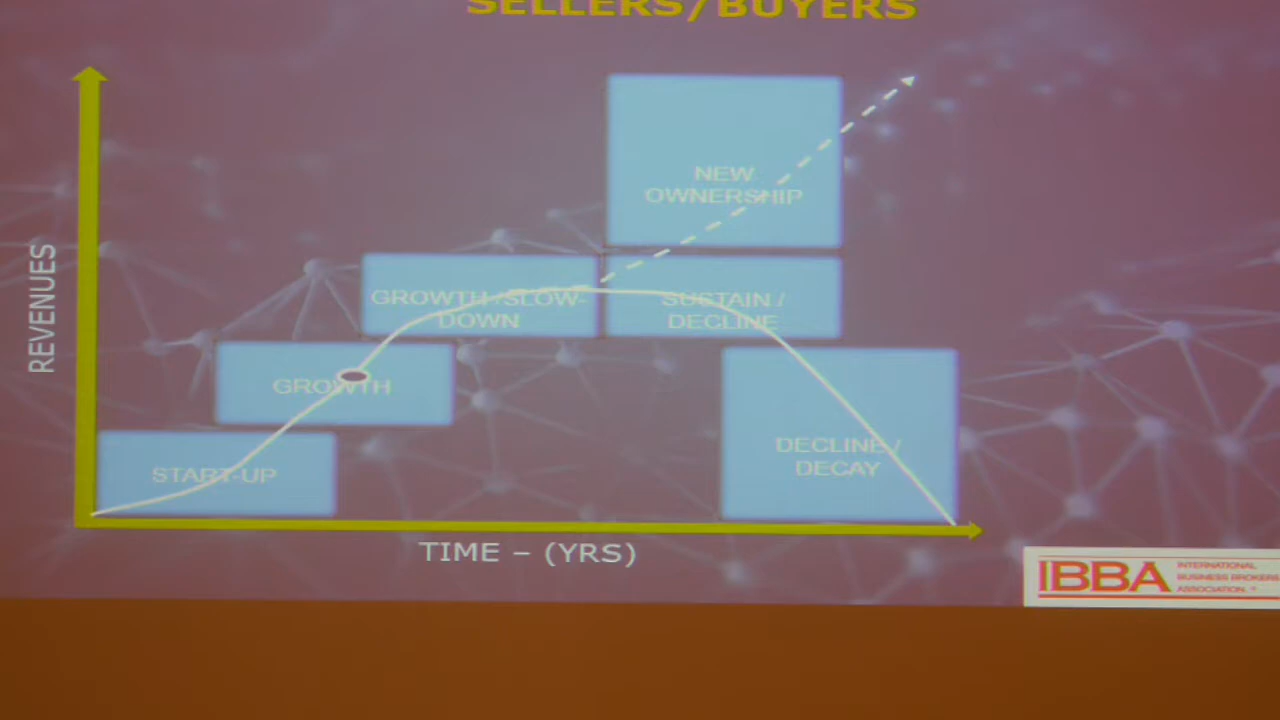 SELLERS/BUYERS
NEW
OWNERSHIP
REVENUES
GROWTH /SLOW-
DOWN
SUSTAIN /
DECLINE
GROWTH
START-UP
DECLINE /
DECAY
TIME – (YRS)
IBBA
INTERNATIONAL
BUSINESS BROKERS
ASSOCIATION